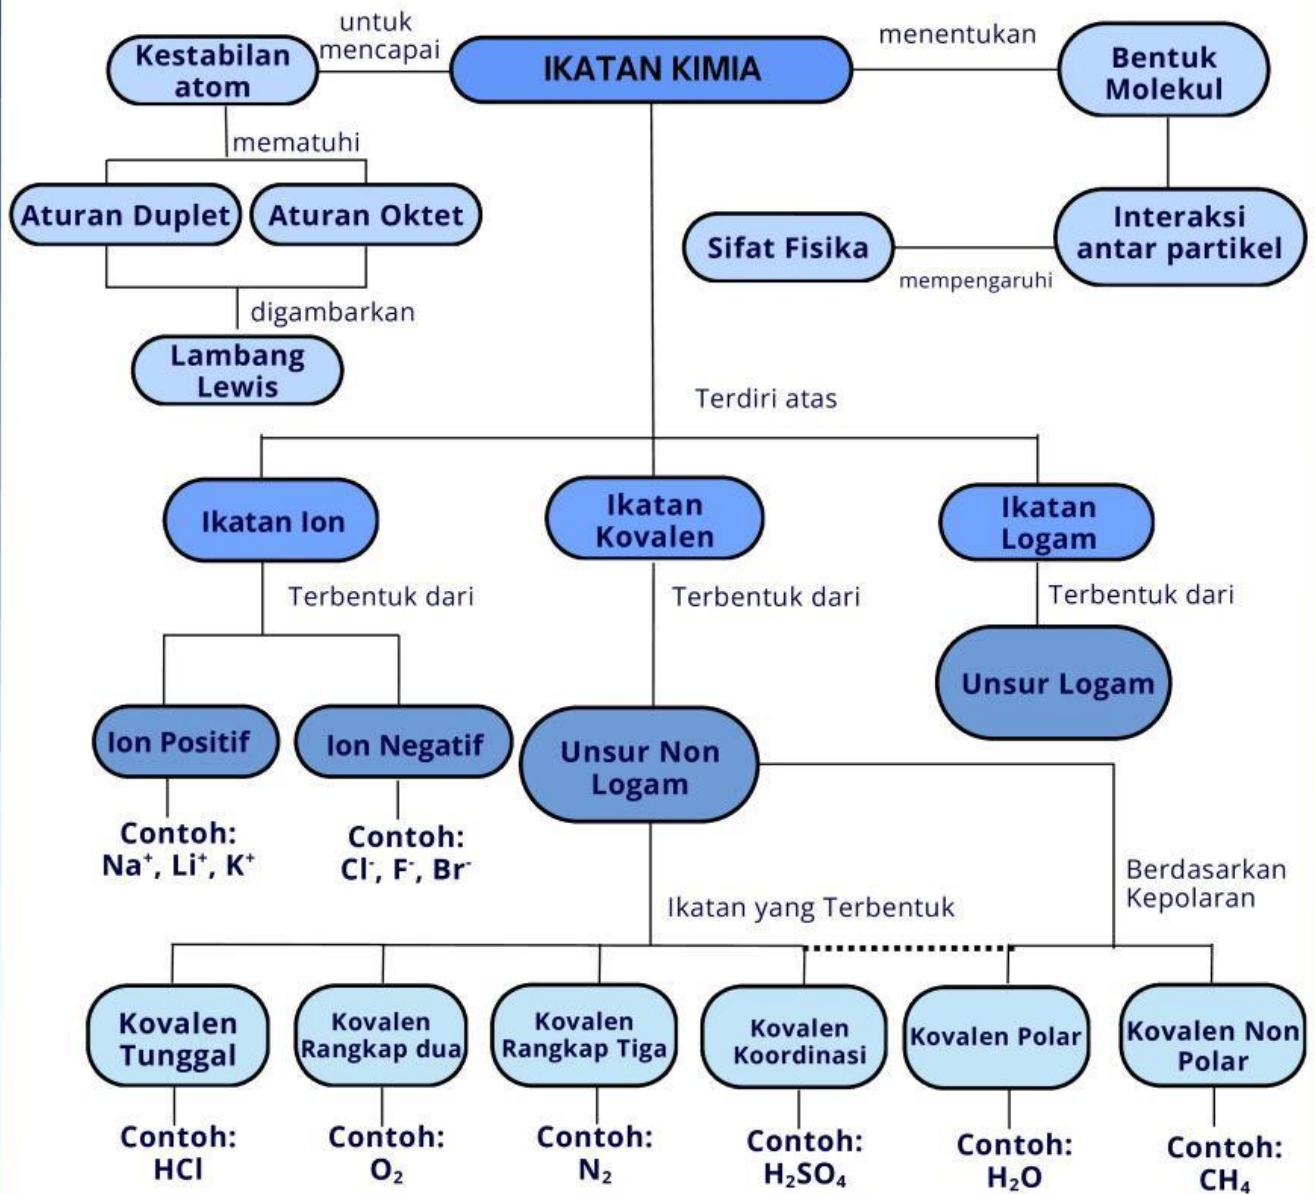 untuk
mencapai
Kestabilan
atom
IKATAN KIMIA
menentukan
Bentuk
Molekul
mematuhi
Aturan Duplet
Aturan Oktet
Sifat Fisika
mempengaruhi
Interaksi
antar partikel
digambarkan
Lambang
Lewis
Terdiri atas
Ikatan Ion
Ikatan
Kovalen
Ikatan
Logam
Terbentuk dari
Terbentuk dari
Terbentuk dari
Unsur Logam
Ion Positif
Ion Negatif
Unsur Non
Logam
Contoh:
Na⁺, Li⁺, K⁺
Contoh:
Cl⁻, F⁻, Br⁻
Berdasarkan
Kepolaran
Ikatan yang Terbentuk
Kovalen
Tunggal
Kovalen
Rangkap dua
Kovalen
Rangkap Tiga
Kovalen
Koordinasi
Kovalen Polar
Kovalen Non
Polar
Contoh:
HCl
Contoh:
O₂
Contoh:
N₂
Contoh:
H₂SO₄
Contoh:
H₂O
Contoh:
CH₄